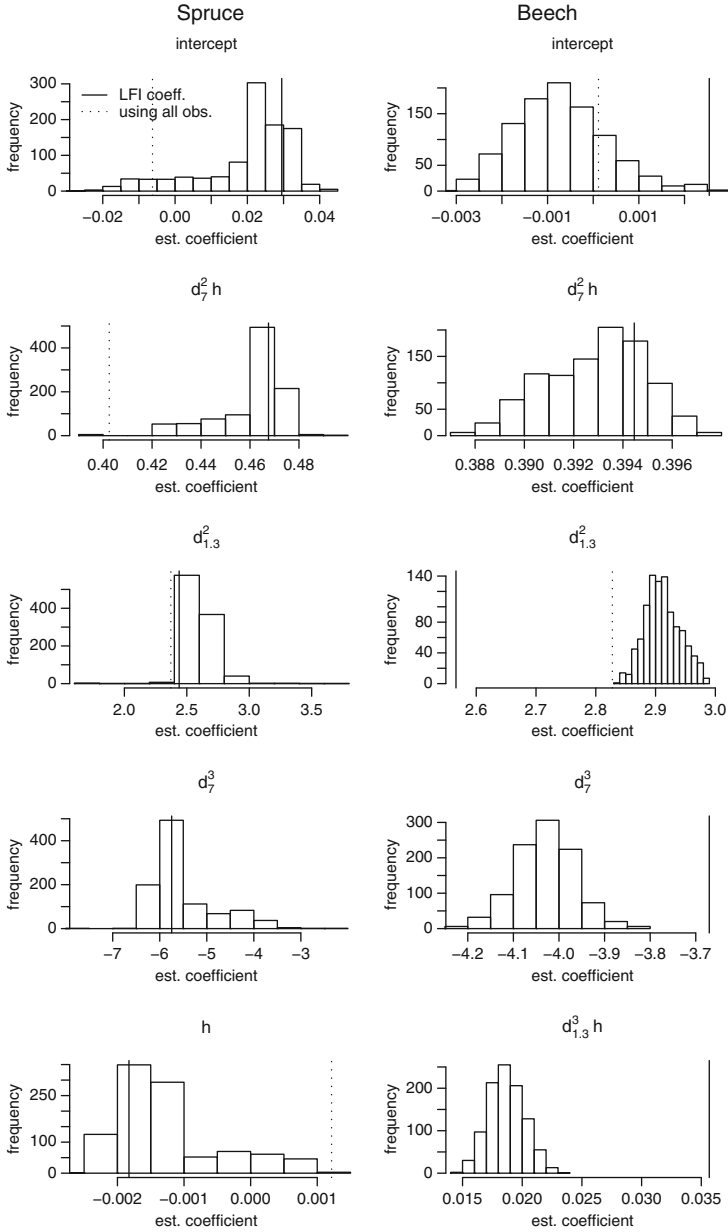 Spruce Beech
intercept intercept
LFI coeff.
using all obs.
frequency
300
200
100
0
−0.02 0.00 0.02 0.04
est. coefficient
frequency
150
50
0
−0.003 −0.001 0.001
est. coefficient
d₇² h d₇² h
frequency
400
200
0
0.40 0.42 0.44 0.46 0.48
est. coefficient
frequency
150
50
0
0.388 0.390 0.392 0.394 0.396
est. coefficient
d²₁.₃ d²₁.₃
frequency
400
200
0
2.0 2.5 3.0 3.5
est. coefficient
frequency
140
80
40
0
2.6 2.7 2.8 2.9 3.0
est. coefficient
d₇³ d₇³
frequency
400
200
0
−7 −6 −5 −4 −3
est. coefficient
frequency
300
200
100
0
−4.2 −4.1 −4.0 −3.9 −3.8 −3.7
est. coefficient
h d³₁.₃ h
frequency
250
100
0
−0.002 −0.001 0.000 0.001
est. coefficient
frequency
200
100
0
0.015 0.020 0.025 0.030 0.035
est. coefficient